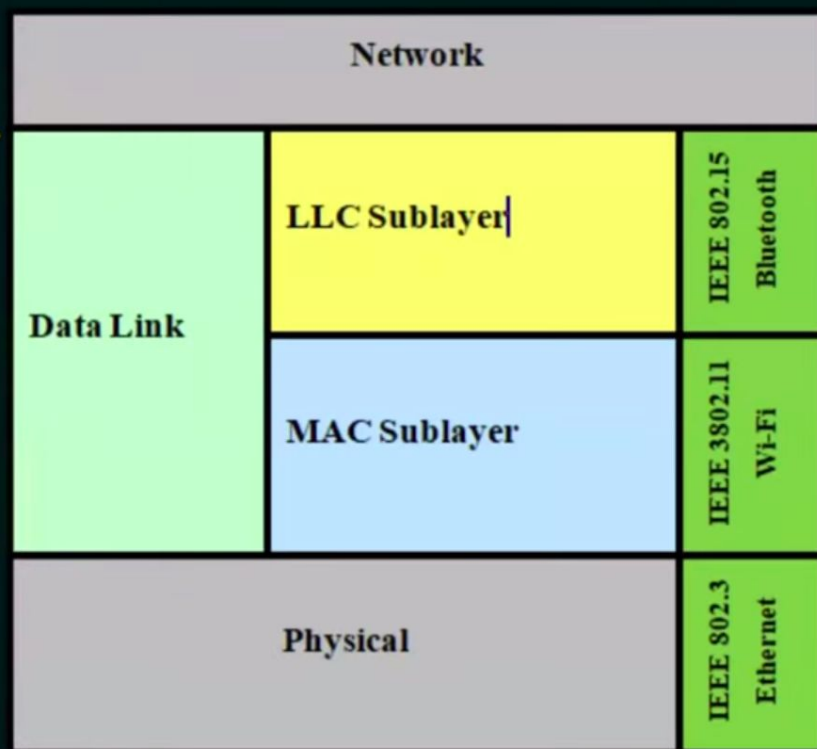 Network
Data Link
LLC Sublayer
MAC Sublayer
IEEE 802.15
Bluetooth
IEEE 3802.11
Wi-Fi
Physical
IEEE 802.3
Ethernet